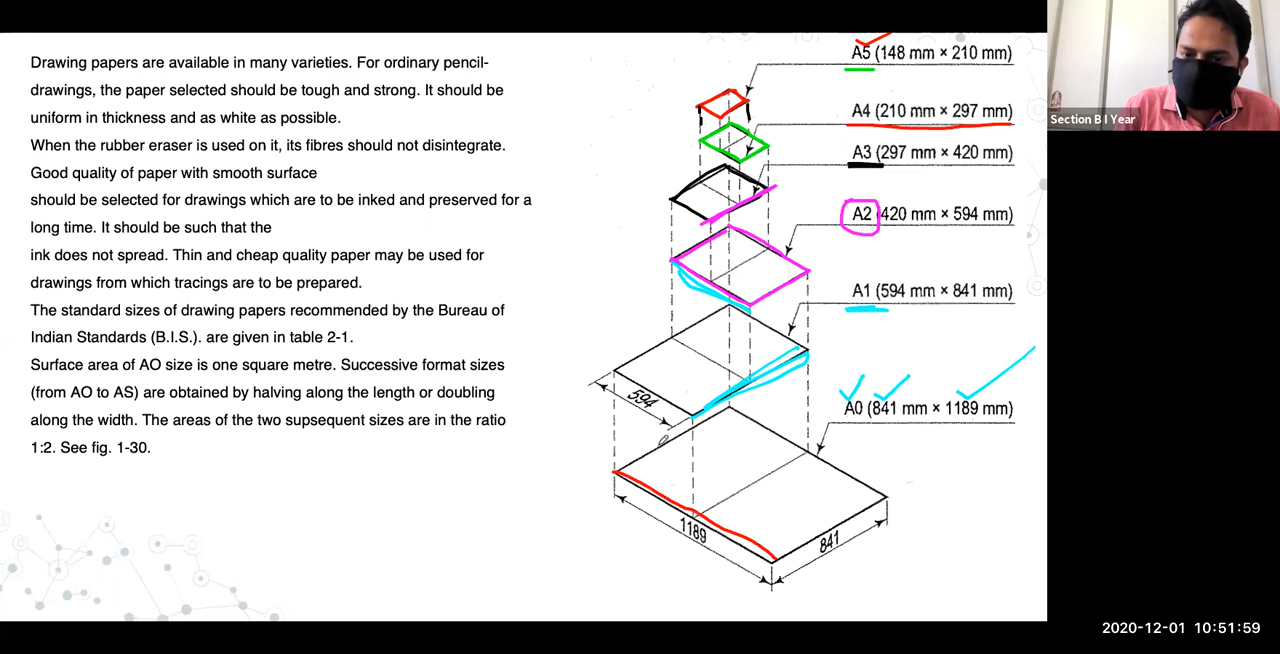 Drawing papers are available in many varieties. For ordinary pencil-
drawings, the paper selected should be tough and strong. It should be
uniform in thickness and as white as possible.
When the rubber eraser is used on it, its fibres should not disintegrate.
Good quality of paper with smooth surface
should be selected for drawings which are to be inked and preserved for a
long time. It should be such that the
ink does not spread. Thin and cheap quality paper may be used for
drawings from which tracings are to be prepared.
The standard sizes of drawing papers recommended by the Bureau of
Indian Standards (B.I.S.). are given in table 2-1.
Surface area of AO size is one square metre. Successive format sizes
(from AO to AS) are obtained by halving along the length or doubling
along the width. The areas of the two supsequent sizes are in the ratio
1:2. See fig. 1-30.
A5 (148 mm × 210 mm)
A4 (210 mm × 297 mm)
A3 (297 mm × 420 mm)
A2 (420 mm × 594 mm)
A1 (594 mm × 841 mm)
594
A0 (841 mm × 1189 mm)
1189
841
Section B I Year
2020-12-01 10:51:59